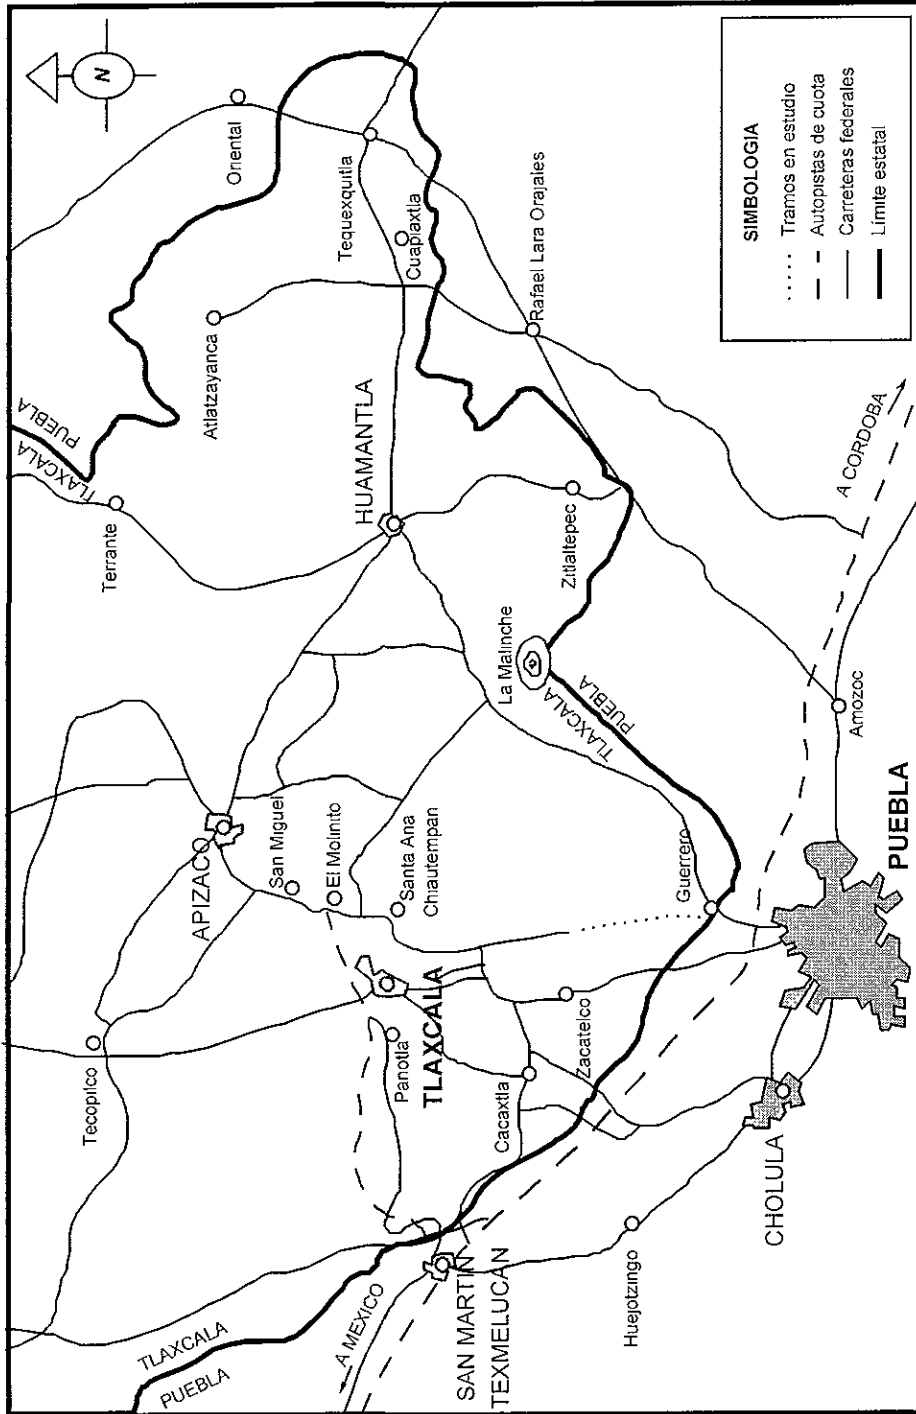 N
Oriental
Tequexquitla
Cuapiaxtla
Rafael Lara Orajales
Atlatzayanca
HUAMANTLA
PUEBLA
TLAXCALA
Terrante
Zitlaltepec
La Malinche
TLAXCALA
PUEBLA
A CORDOBA
Amozoc
PUEBLA
APIZACO
San Miguel
El Molinito
Santa Ana
Chiautempan
Guerrero
Tecopilco
Panotla
TLAXCALA
Cacaxtla
Zacatelco
CHOLULA
Huejotzingo
SAN MARTIN
TEXMELUCAN
A MEXICO
TLAXCALA
PUEBLA
SIMBOLOGIA
Tramos en estudio
Autopistas de cuota
Carreteras federales
Límite estatal